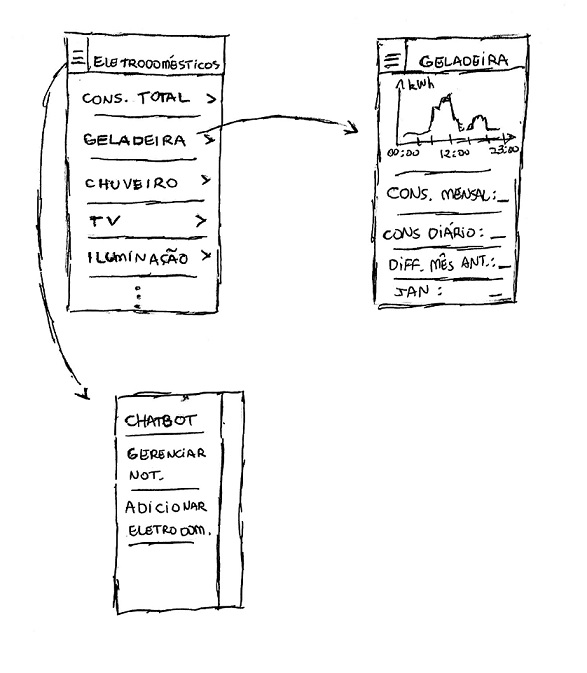 ELETRODOMÉSTICOS
CONS. TOTAL >
GELADEIRA >
CHUVEIRO >
TV >
ILUMINAÇÃO >
GELADEIRA
kWh
00:00 12:00 23:00
CONS. MENSAL: _
CONS DIÁRIO: _
DIFF. MÊS ANT.: _
JAN : _
CHATBOT
GERENCIAR
NOT.
ADICIONAR
ELETRODOM.